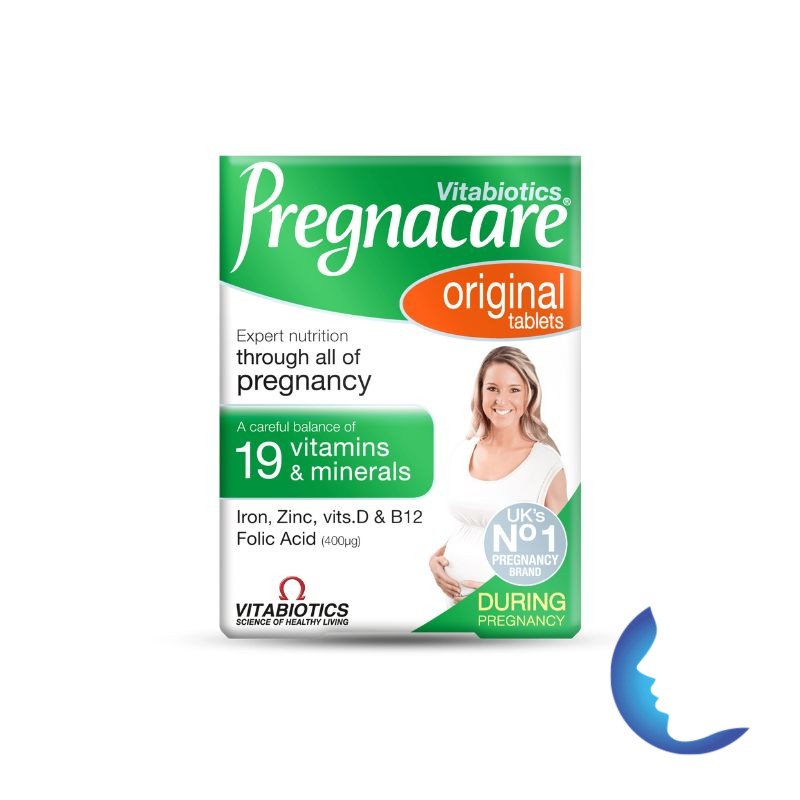 Vitabiotics
Pregnacare®
original
tablets
Expert nutrition
through all of
pregnancy
A careful balance of
19 vitamins
& minerals
Iron, Zinc, vits.D & B12
Folic Acid (400µg)
UK's
Nº1
PREGNANCY
BRAND
VITABIOTICS
SCIENCE OF HEALTHY LIVING
DURING
PREGNANCY